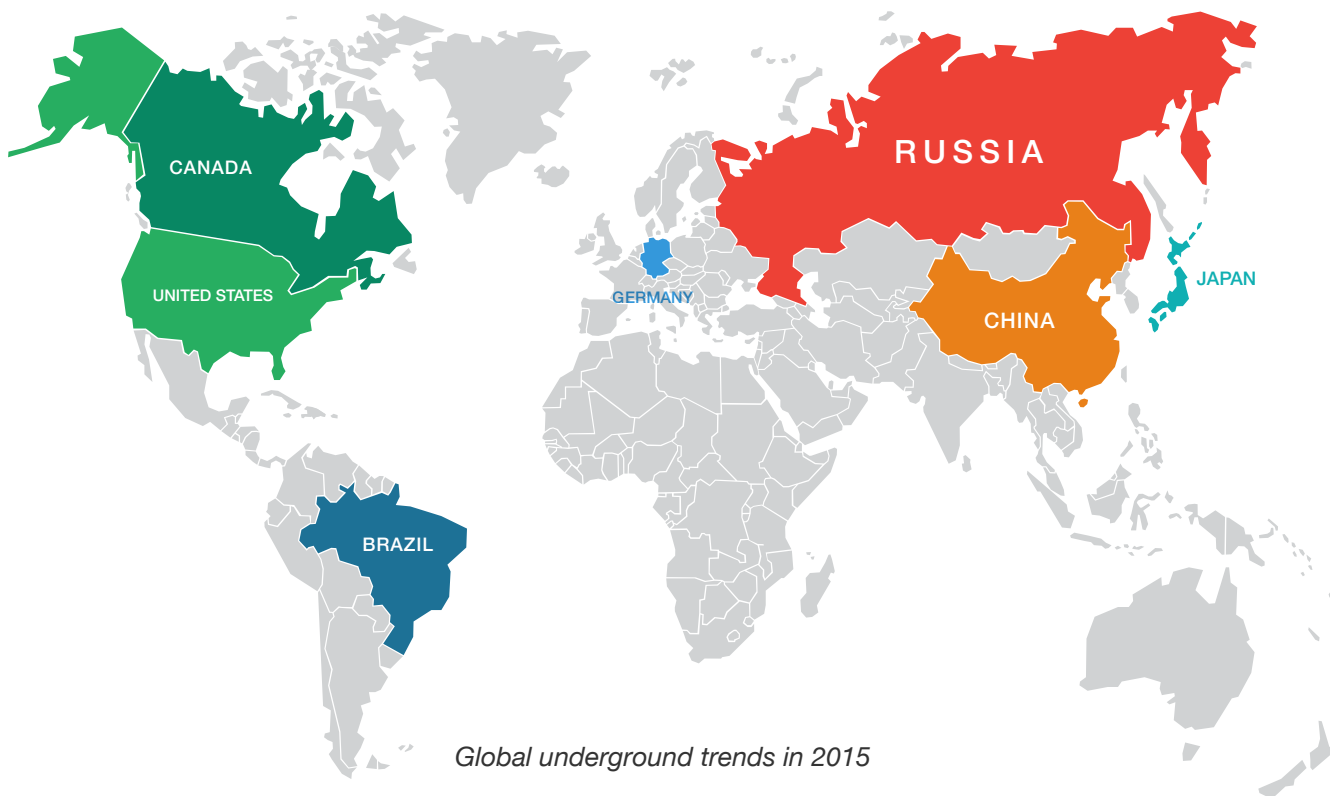 RUSSIA
CANADA
JAPAN
UNITED STATES
GERMANY
CHINA
BRAZIL
Global underground trends in 2015